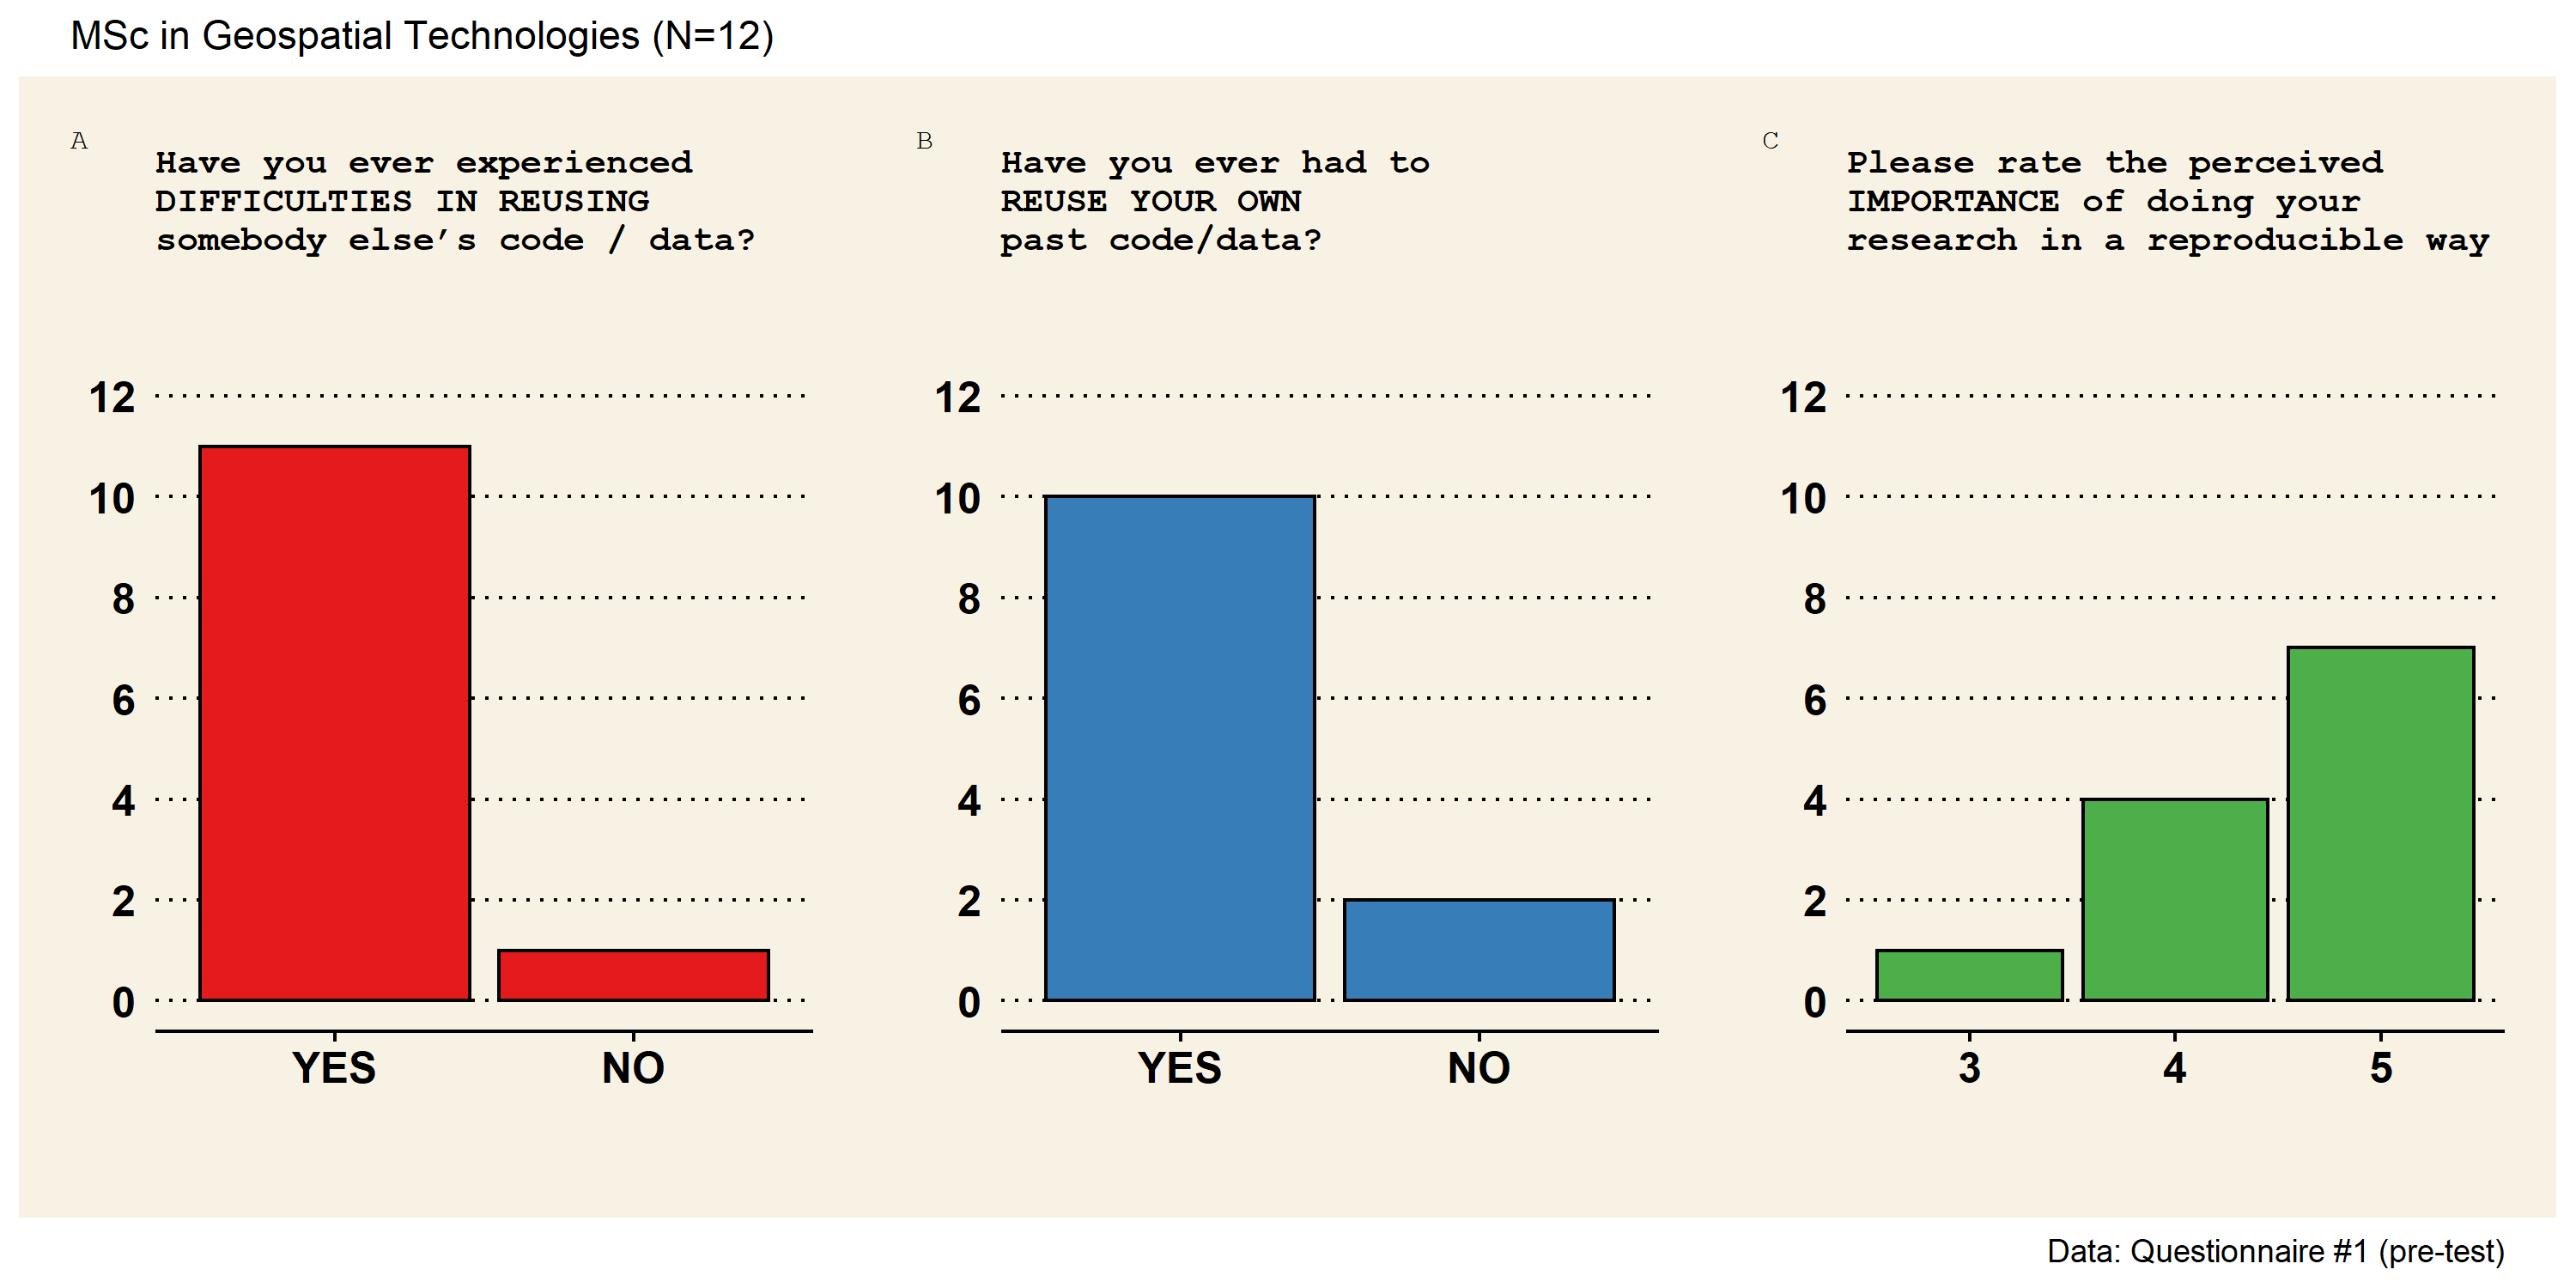 MSc in Geospatial Technologies (N=12)
A
Have you ever experienced
DIFFICULTIES IN REUSING
somebody else’s code / data?
12
10
8
6
4
2
0
YES NO
B
Have you ever had to
REUSE YOUR OWN
past code/data?
12
10
8
6
4
2
0
YES NO
C
Please rate the perceived
IMPORTANCE of doing your
research in a reproducible way
12
10
8
6
4
2
0
3 4 5
Data: Questionnaire #1 (pre-test)